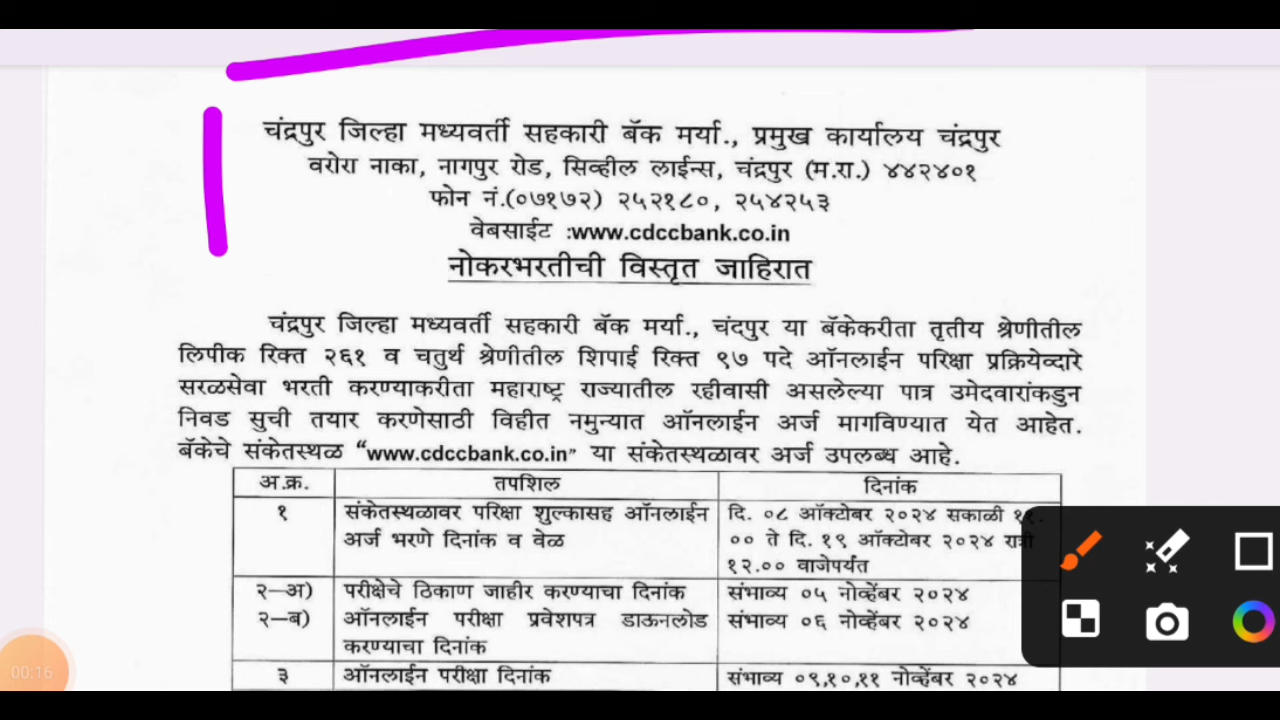 चंद्रपुर जिल्हा मध्यवर्ती सहकारी बँक मर्या., प्रमुख कार्यालय चंद्रपुर
वरोरा नाका, नागपुर रोड, सिव्हील लाईन्स, चंद्रपुर (म.रा.) ४४२४०१
फोन नं.(०७१७२) २५२१८०, २५४२५३
वेबसाईट :www.cdccbank.co.in
नोकरभरतीची विस्तृत जाहिरात
चंद्रपुर जिल्हा मध्यवर्ती सहकारी बँक मर्या., चंदपुर या बँकेकरीता तृतीय श्रेणीतील
लिपीक रिक्त २६१ व चतुर्थ श्रेणीतील शिपाई रिक्त ९७ पदे ऑनलाईन परिक्षा प्रक्रियेव्दारे
सरळसेवा भरती करण्याकरीता महाराष्ट्र राज्यातील रहीवासी असलेल्या पात्र उमेदवारांकडुन
निवड सुची तयार करणेसाठी विहीत नमुन्यात ऑनलाईन अर्ज मागविण्यात येत आहेत.
बँकेचे संकेतस्थळ “www.cdccbank.co.in” या संकेतस्थळावर अर्ज उपलब्ध आहे.
अ.क्र. तपशिल दिनांक
१ संकेतस्थळावर परिक्षा शुल्कासह ऑनलाईन दि. ०८ ऑक्टोबर २०२४ सकाळी ११.
अर्ज भरणे दिनांक व वेळ ०० ते दि. १९ ऑक्टोबर २०२४ रात्री
१२.०० वाजेपर्यंत
२–अ) परीक्षेचे ठिकाण जाहीर करण्याचा दिनांक संभाव्य ०५ नोव्हेंबर २०२४
२–ब) ऑनलाईन परीक्षा प्रवेशपत्र डाऊनलोड संभाव्य ०६ नोव्हेंबर २०२४
करण्याचा दिनांक
३ ऑनलाईन परीक्षा दिनांक संभाव्य ०९,१०,११ नोव्हेंबर २०२४
00:16